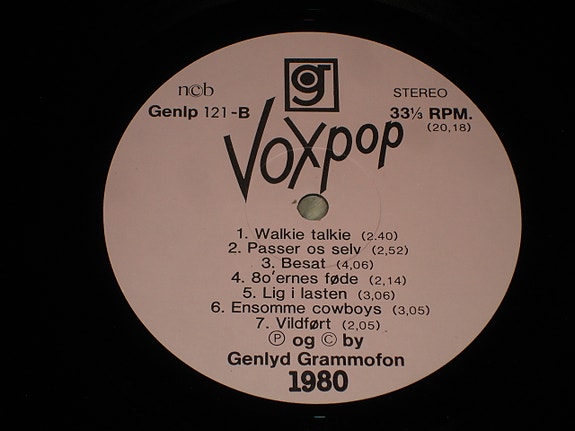 g
ncb
STEREO
Genlp 121-B
33⅓ RPM.
(20,18)
Voxpop
1. Walkie talkie (2.40)
2. Passer os selv (2,52)
3. Besat (4,06)
4. 8o'ernes føde (2,14)
5. Lig i lasten (3,06)
6. Ensomme cowboys (3,05)
7. Vildført (2,05)
Ⓟ og © by
Genlyd Grammofon
1980